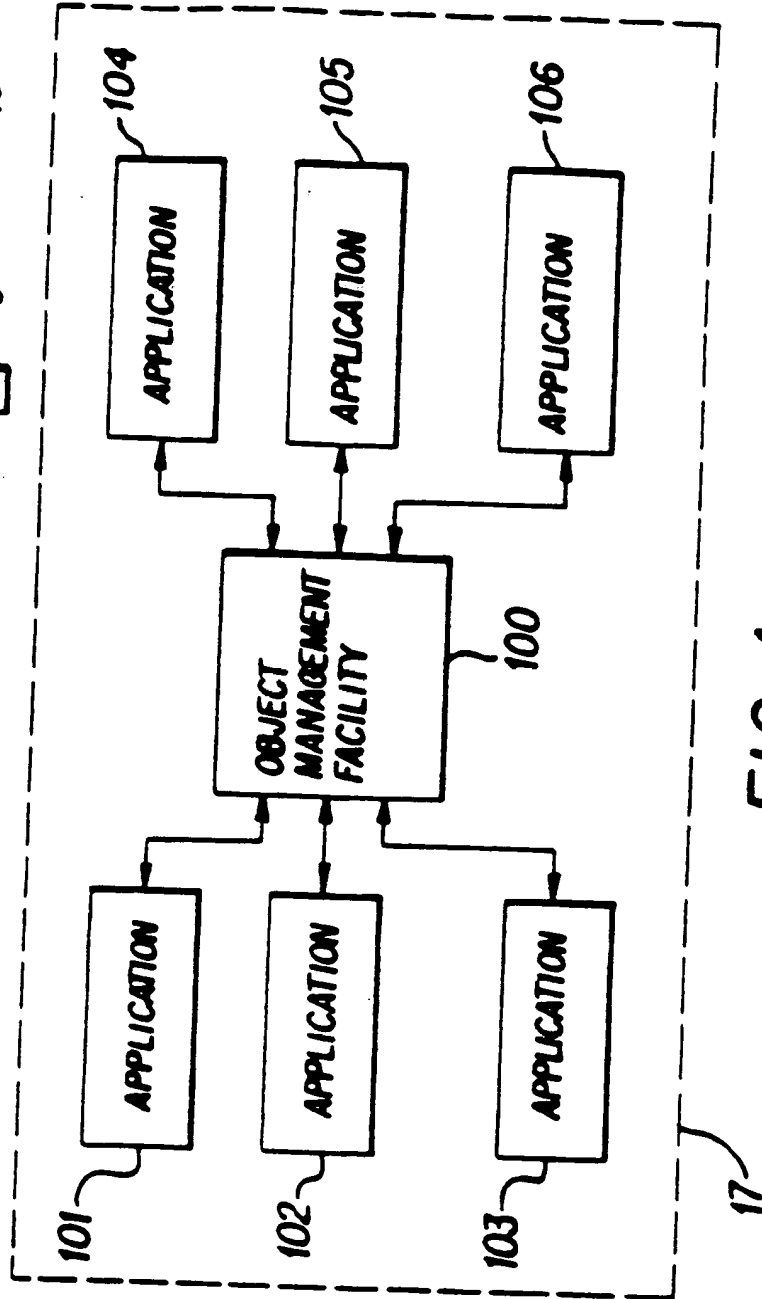 101
APPLICATION
102
APPLICATION
103
APPLICATION
OBJECT
MANAGEMENT
FACILITY
100
104
APPLICATION
105
APPLICATION
106
APPLICATION
17